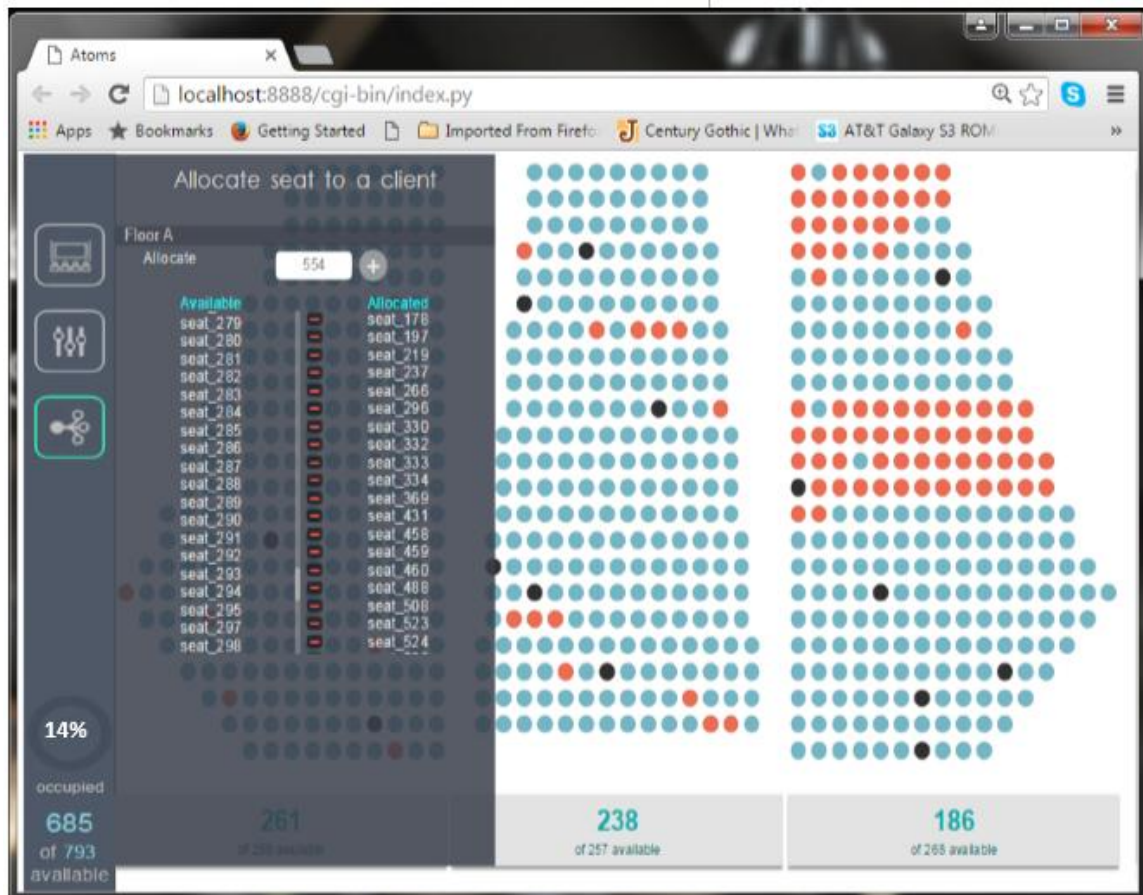 Atoms
localhost:8888/cgi-bin/index.py
Apps Bookmarks Getting Started Imported From Firefo Century Gothic | Wha S3 AT&T Galaxy S3 ROM
Allocate seat to a client
Floor A
Allocate 554 +
Available Allocated
seat_279 seat_178
seat_280 seat_197
seat_281 seat_219
seat_282 seat_237
seat_283 seat_266
seat_284 seat_296
seat_285 seat_330
seat_286 seat_332
seat_287 seat_333
seat_288 seat_334
seat_289 seat_369
seat_290 seat_431
seat_291 seat_458
seat_292 seat_459
seat_293 seat_460
seat_294 seat_488
seat_295 seat_508
seat_297 seat_523
seat_298 seat_524
14%
occupied
685
of 793
available
261
available
238
of 257 available
186
of 268 available